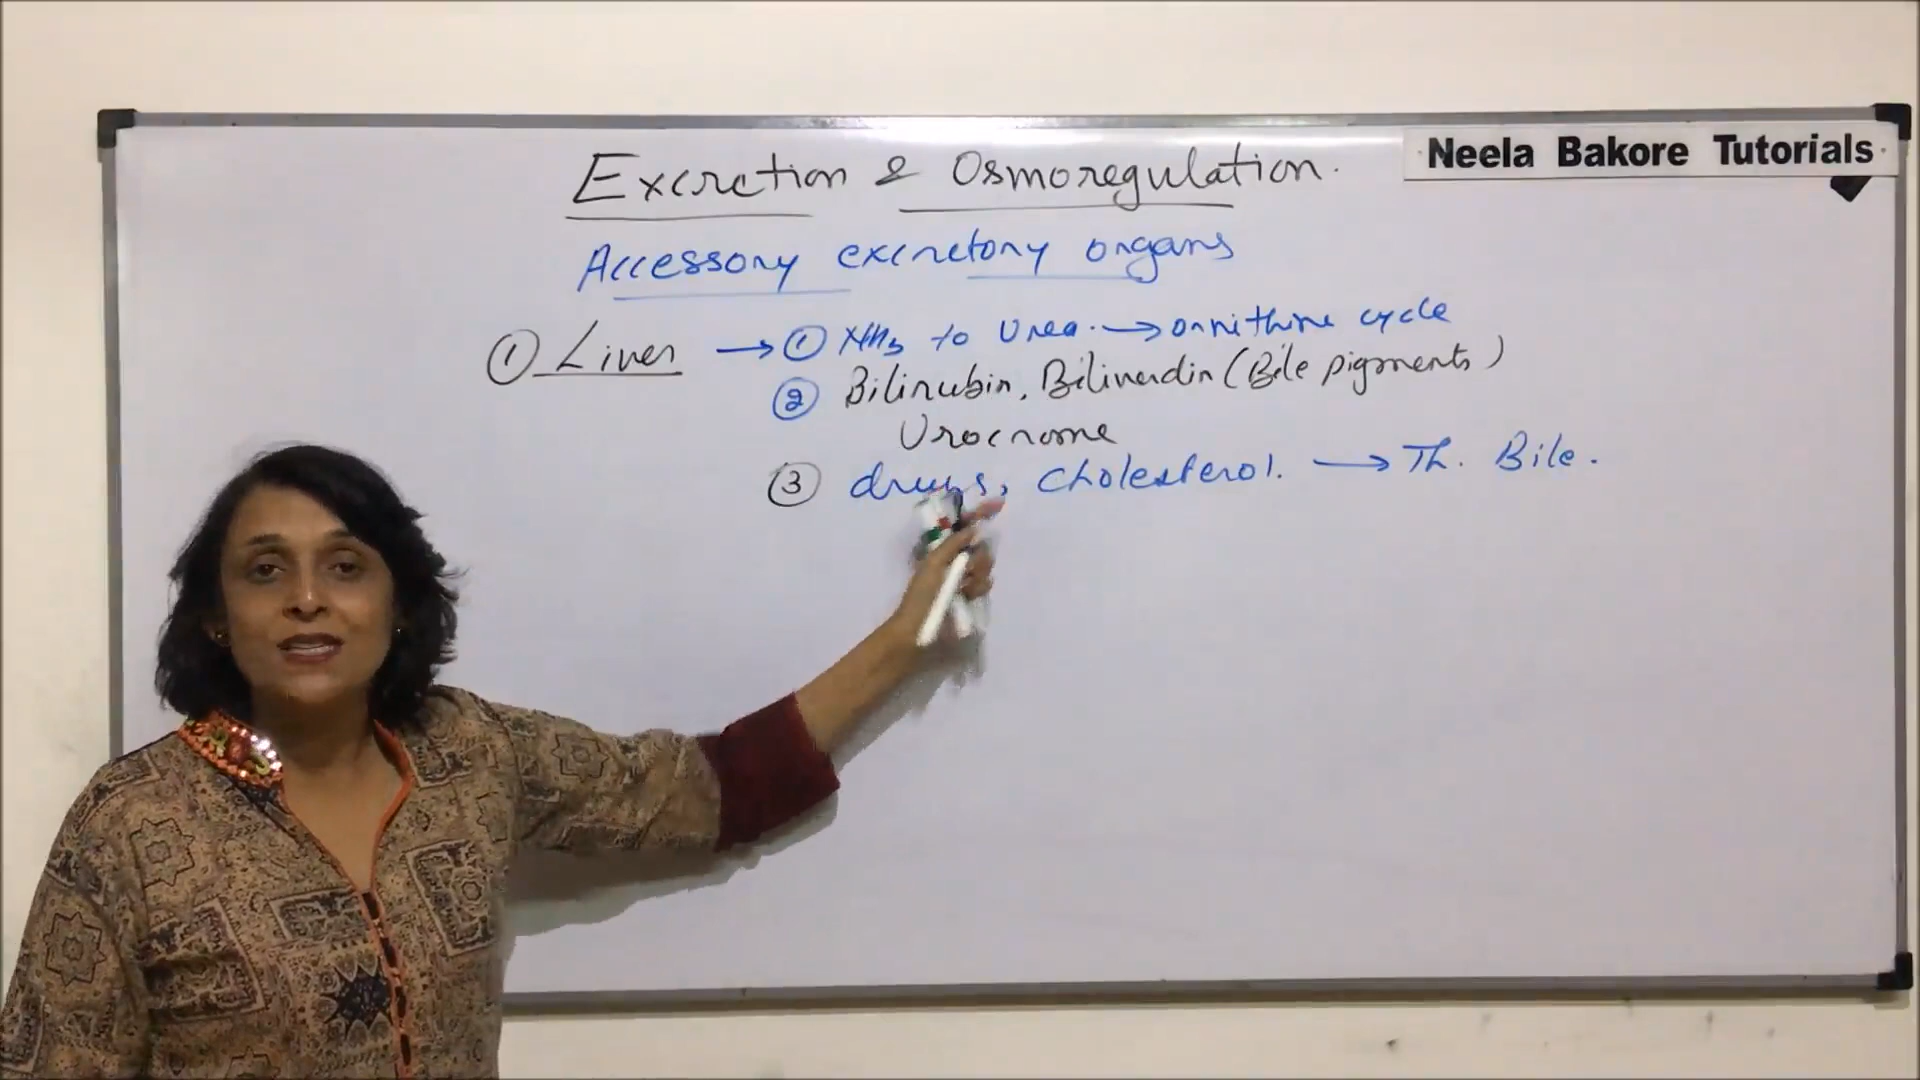 Neela Bakore Tutorials
Excretion & Osmoregulation.
Accessory excretory organs
① Liver → ① NH3 to Urea. → ornithine cycle
② Bilirubin, Biliverdin (Bile pigments)
Urocrome
③ drugs, cholesterol. → Th. Bile.